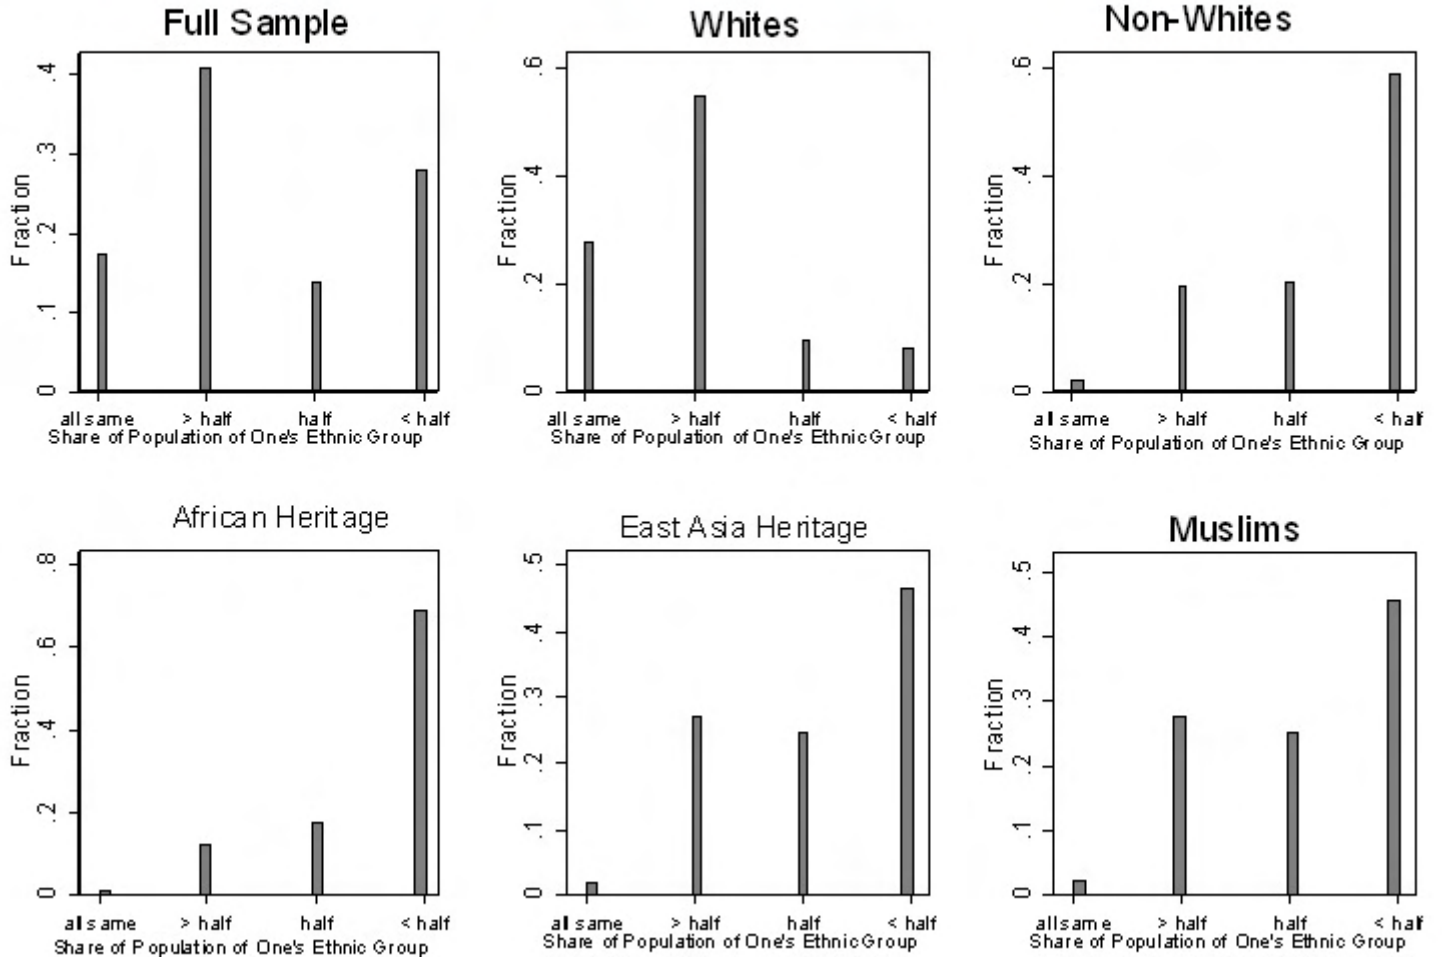 Full Sample
Fraction
.4
.3
.2
.1
0
all same > half half < half
Share of Population of One's Ethnic Group
Whites
Fraction
.6
.4
.2
0
all same > half half < half
Share of Population of One's Ethnic Group
Non-Whites
Fraction
.6
.4
.2
0
all same > half half < half
Share of Population of One's Ethnic Group
African Heritage
Fraction
.8
.6
.4
.2
0
all same > half half < half
Share of Population of One's Ethnic Group
East Asia Heritage
Fraction
.5
.4
.3
.2
.1
0
all same > half half < half
Share of Population of One's Ethnic Group
Muslims
Fraction
.5
.4
.3
.2
.1
0
all same > half half < half
Share of Population of One's Ethnic Group